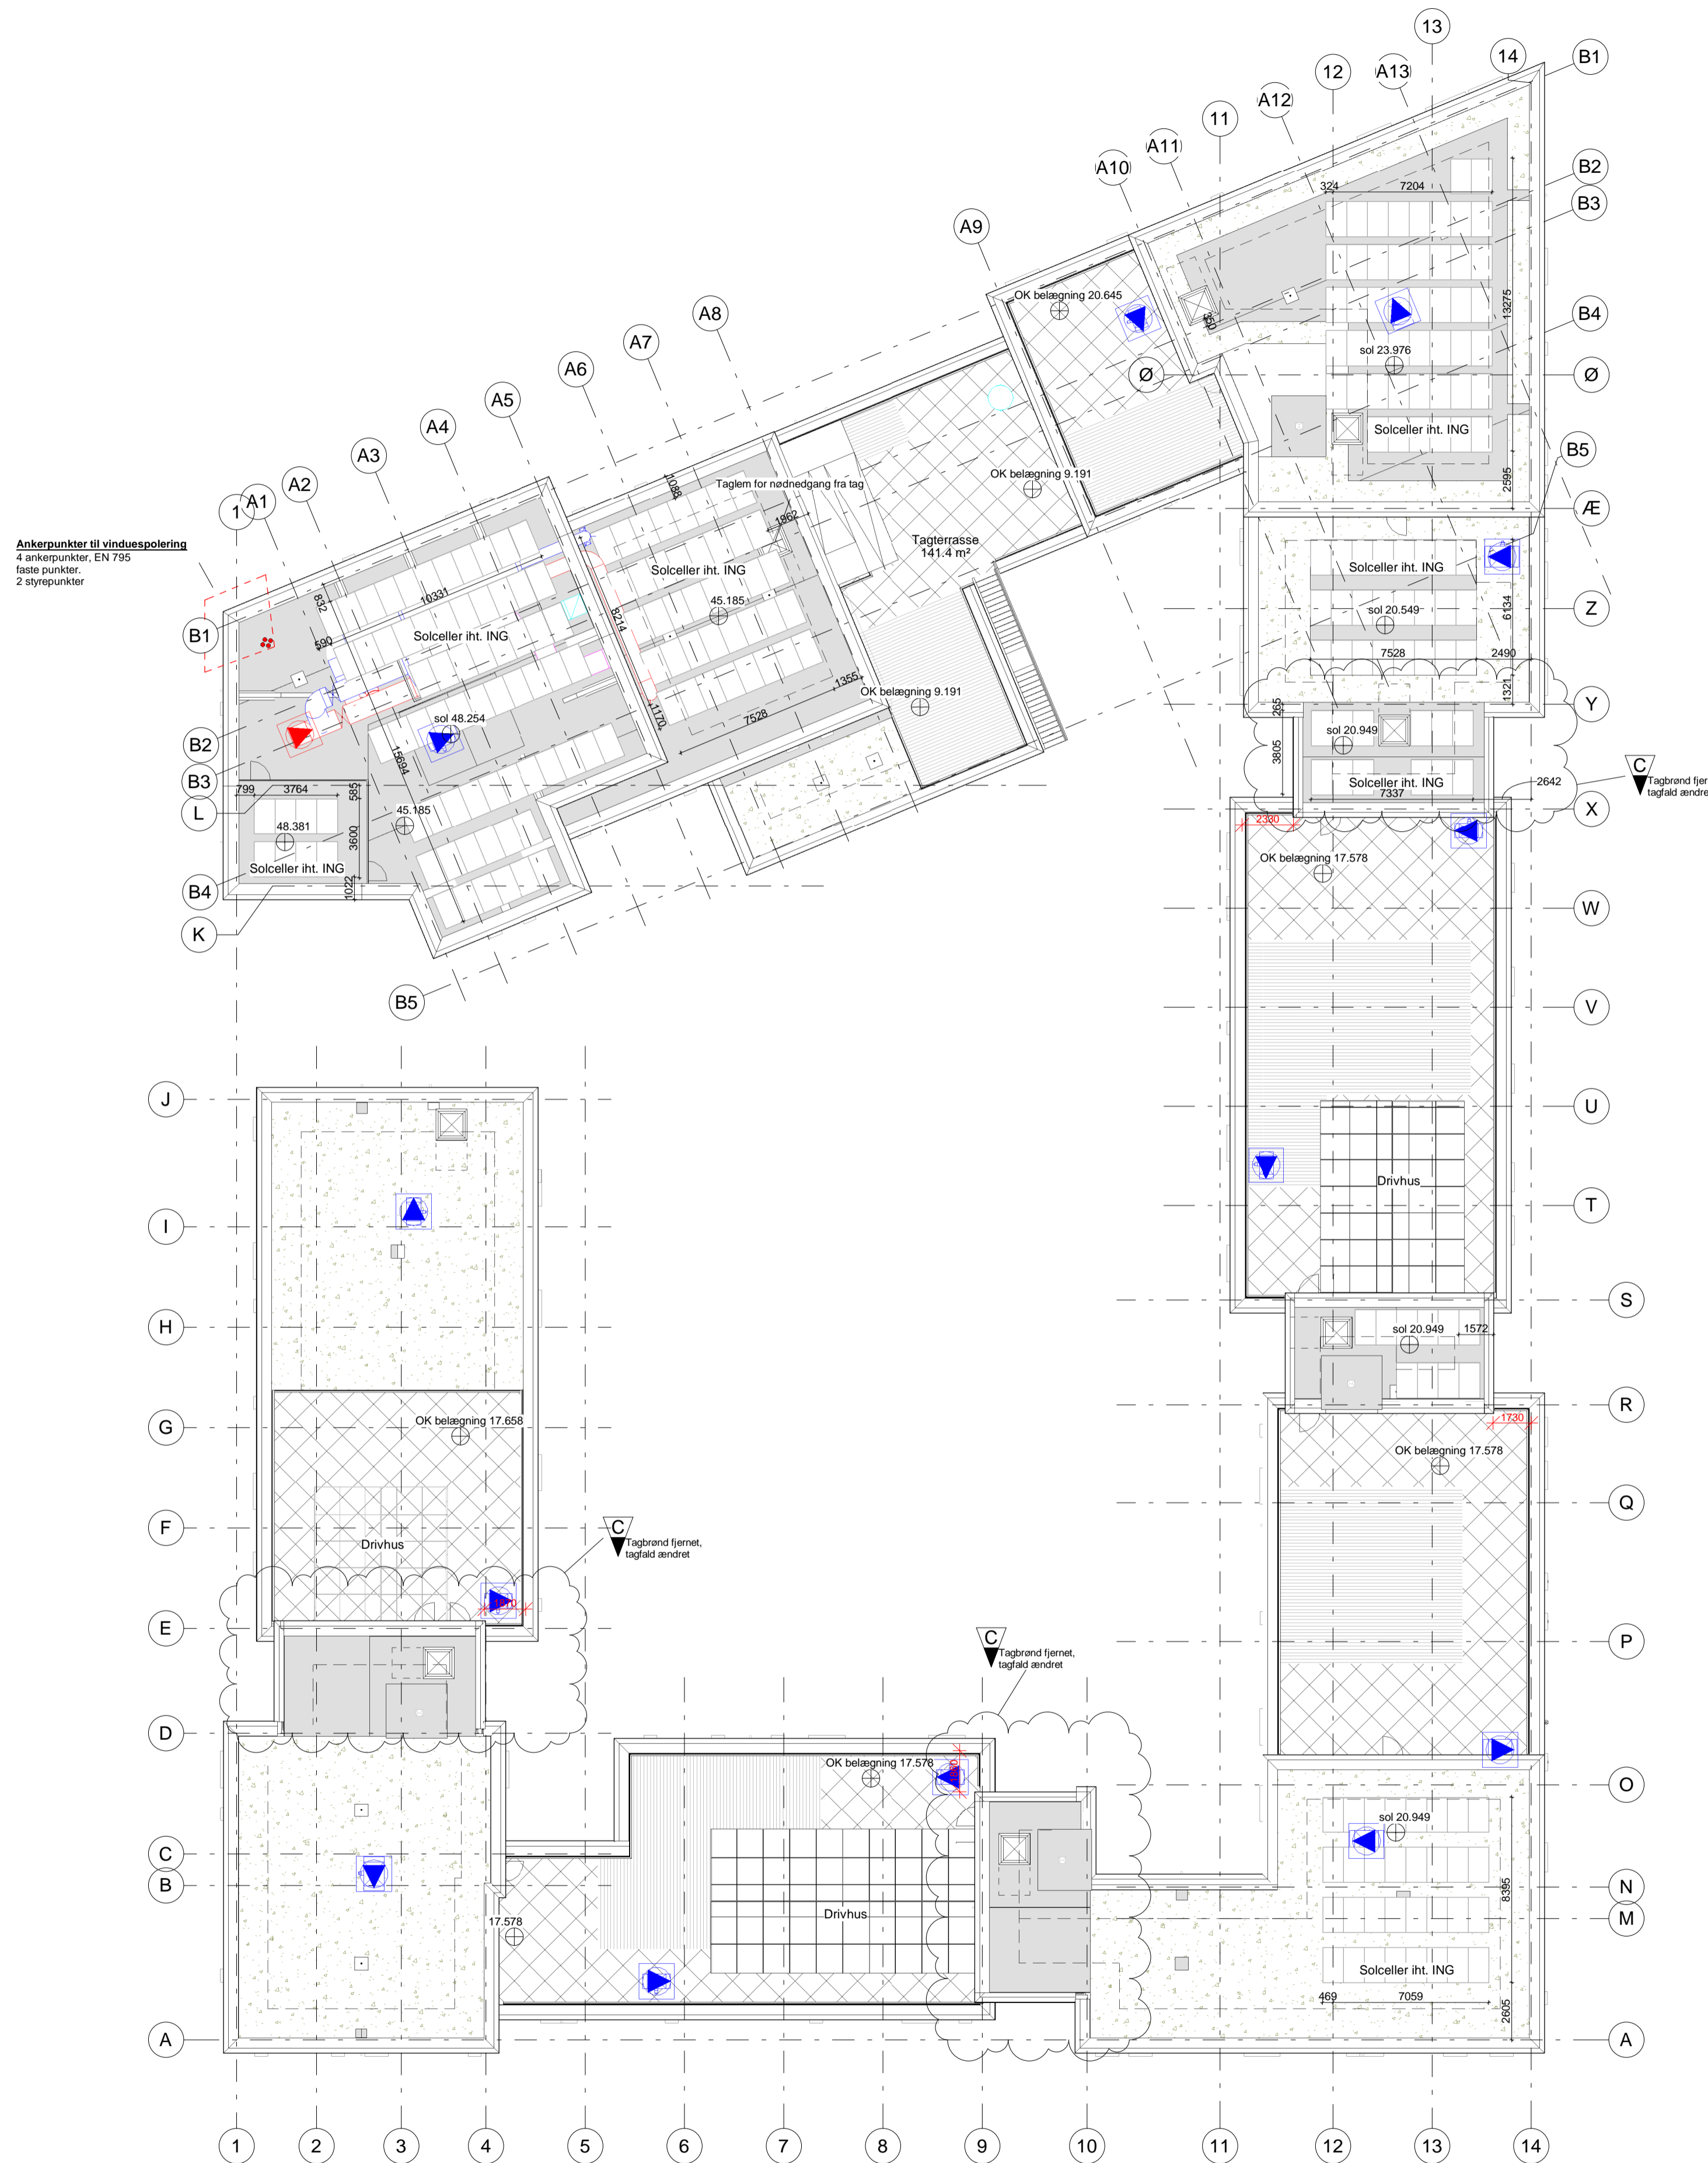 13
14
B1
A13
12
A12
11
A11
A10
B2
B3
324
7204
A9
OK belægning 20.645
13275
B4
350
A8
sol 23.976
Ø
Ø
A7
A6
A5
Solceller iht. ING
A4
B5
A3
A2
A1
1
1088
Taglem for nødnedgang fra tag
OK belægning 9.191
2595
Æ
1862
Ankerpunkter til vinduespolering
4 ankerpunkter, EN 795
faste punkter.
2 styrepunkter
Tagterrasse
141.4 m²
Solceller iht. ING
Solceller iht. ING
832
10331
45.185
8214
sol 20.549
6134
Z
B1
590
Solceller iht. ING
7528
2490
1355
OK belægning 9.191
1321
sol 48.254
1170
7528
265
Y
B2
sol 20.949
15694
3805
B3
C
Tagbrønd fjer
tagfald ændre
799
3764
585
Solceller iht. ING
2642
7337
L
45.185
X
48.381
3600
2330
Solceller iht. ING
OK belægning 17.578
B4
1022
W
K
B5
V
J
U
Drivhus
I
T
H
S
sol 20.949
1572
G
OK belægning 17.658
R
1730
OK belægning 17.578
F
C
Tagbrønd fjernet,
tagfald ændret
Q
Drivhus
E
C
Tagbrønd fjernet,
tagfald ændret
P
D
OK belægning 17.578
O
sol 20.949
C
B
8395
N
17.578
Drivhus
M
Solceller iht. ING
469
7059
2605
A
A
1
2
3
4
5
6
7
8
9
10
11
12
13
14